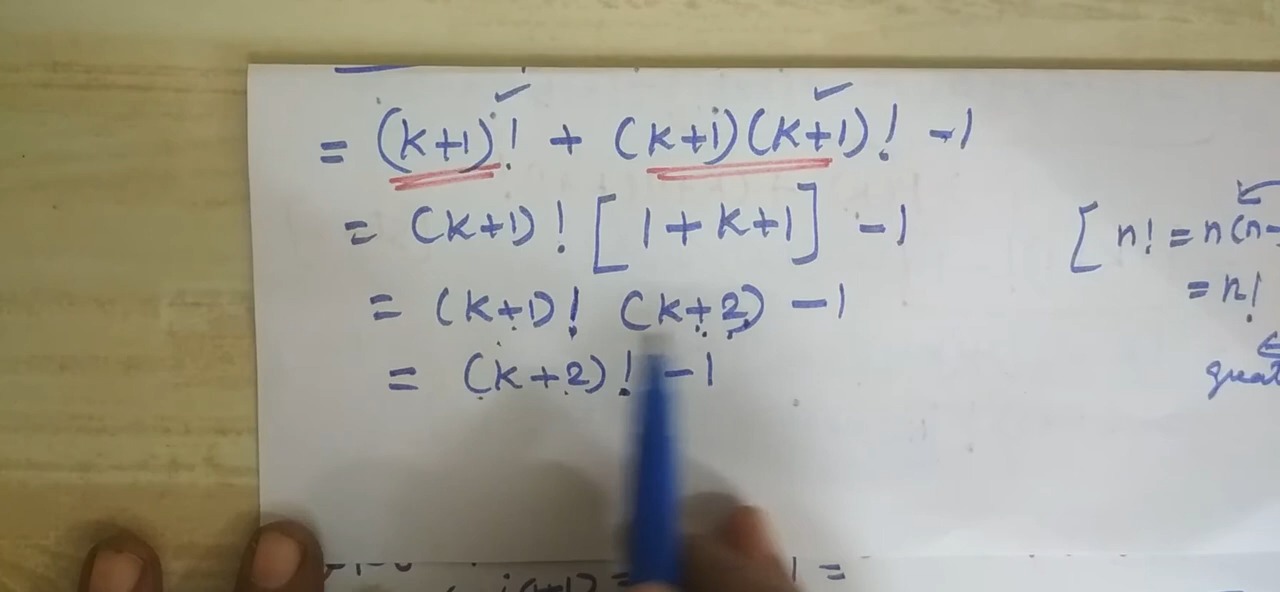 = (k+1)! + (k+1)(k+1)! -1
= (k+1)! [1+k+1] -1
= (k+1)! (k+2) -1
= (k+2)! -1
[ n! = n(n-
= n!